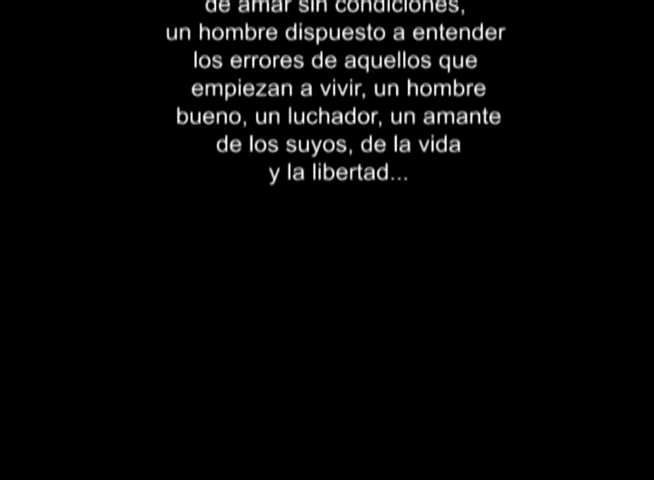 de amar sin condiciones,
un hombre dispuesto a entender
los errores de aquellos que
empiezan a vivir, un hombre
bueno, un luchador, un amante
de los suyos, de la vida
y la libertad...